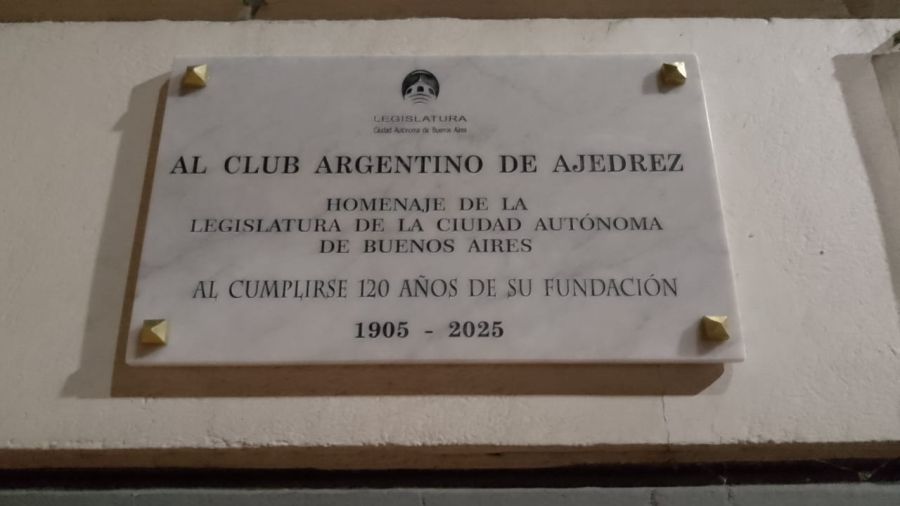 LEGISLATURA
Ciudad Autónoma de Buenos Aires
AL CLUB ARGENTINO DE AJEDREZ
HOMENAJE DE LA
LEGISLATURA DE LA CIUDAD AUTÓNOMA
DE BUENOS AIRES
AL CUMPLIRSE 120 AÑOS DE SU FUNDACIÓN
1905 - 2025